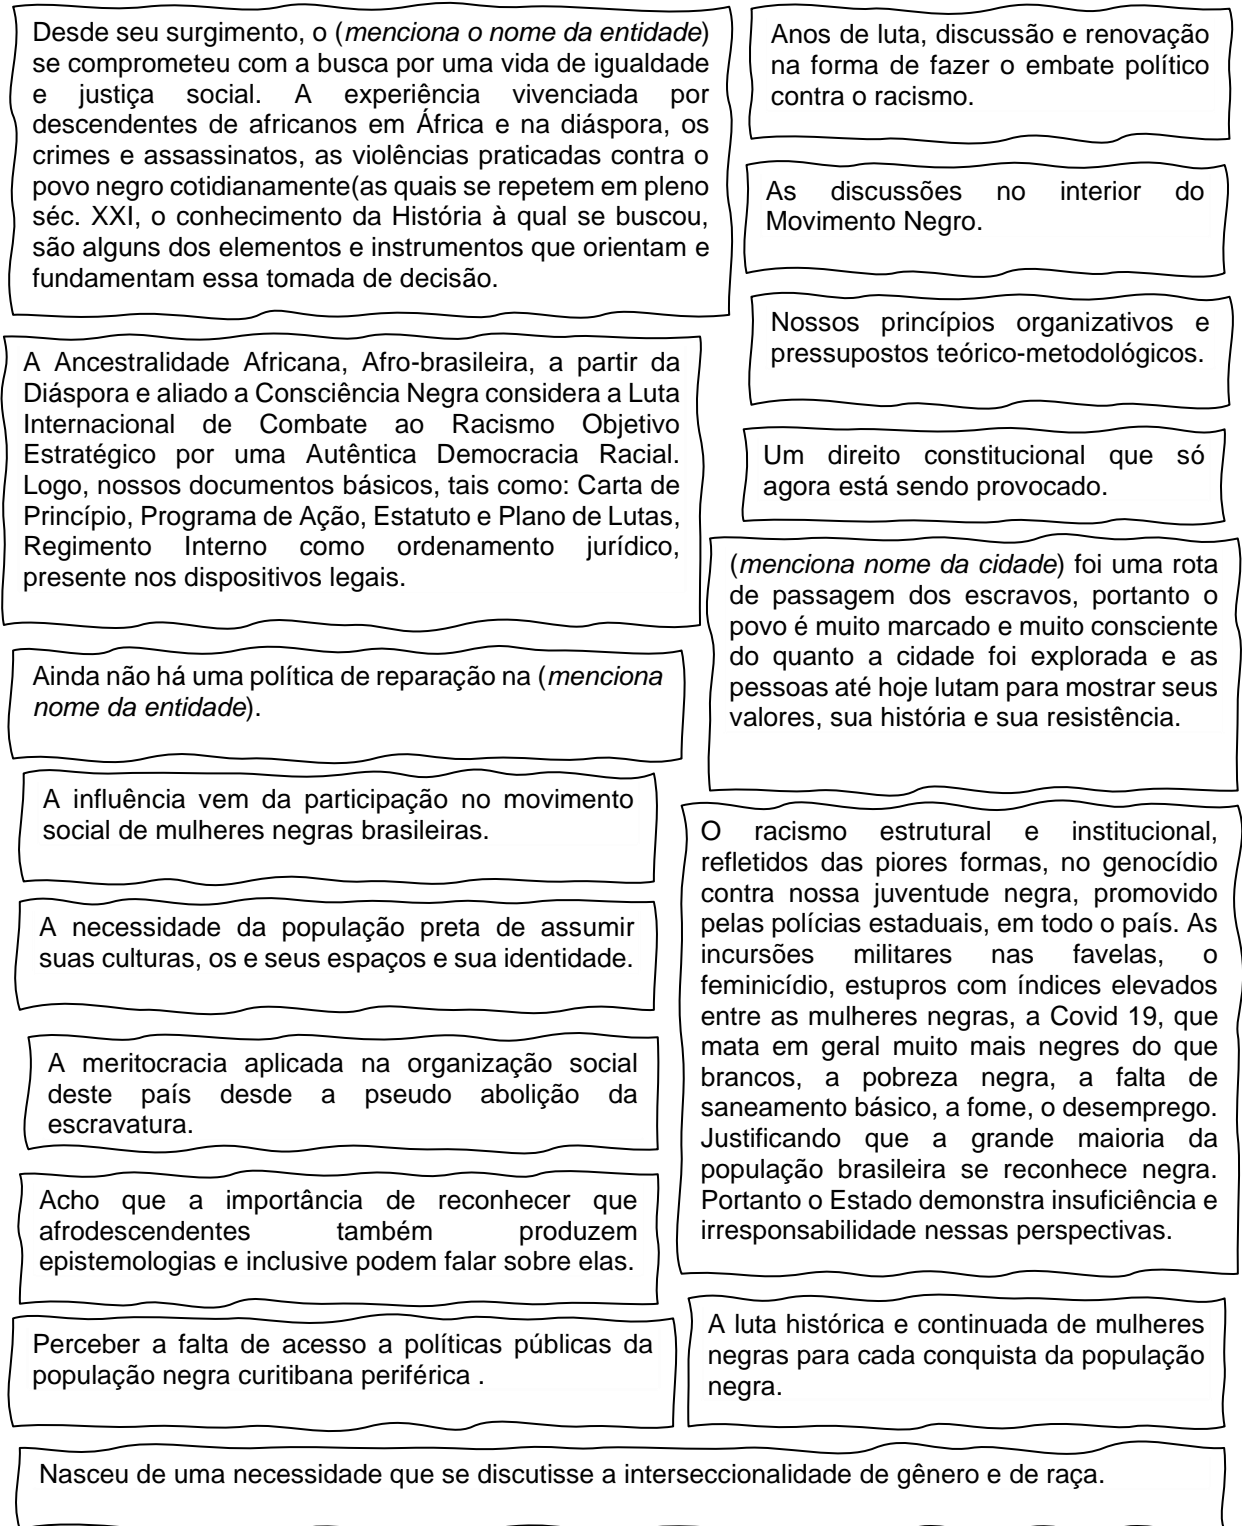 Desde seu surgimento, o (menciona o nome da entidade)
se comprometeu com a busca por uma vida de igualdade
e justiça social. A experiência vivenciada por
descendentes de africanos em África e na diáspora, os
crimes e assassinatos, as violências praticadas contra o
povo negro cotidianamente(as quais se repetem em pleno
séc. XXI, o conhecimento da História à qual se buscou,
são alguns dos elementos e instrumentos que orientam e
fundamentam essa tomada de decisão.
Anos de luta, discussão e renovação
na forma de fazer o embate político
contra o racismo.
As discussões no interior do
Movimento Negro.
Nossos princípios organizativos e
pressupostos teórico-metodológicos.
A Ancestralidade Africana, Afro-brasileira, a partir da
Diáspora e aliado a Consciência Negra considera a Luta
Internacional de Combate ao Racismo Objetivo
Estratégico por uma Autêntica Democracia Racial.
Logo, nossos documentos básicos, tais como: Carta de
Princípio, Programa de Ação, Estatuto e Plano de Lutas,
Regimento Interno como ordenamento jurídico,
presente nos dispositivos legais.
Um direito constitucional que só
agora está sendo provocado.
(menciona nome da cidade) foi uma rota
de passagem dos escravos, portanto o
povo é muito marcado e muito consciente
do quanto a cidade foi explorada e as
pessoas até hoje lutam para mostrar seus
valores, sua história e sua resistência.
Ainda não há uma política de reparação na (menciona
nome da entidade).
A influência vem da participação no movimento
social de mulheres negras brasileiras.
O racismo estrutural e institucional,
refletidos das piores formas, no genocídio
contra nossa juventude negra, promovido
pelas polícias estaduais, em todo o país. As
incursões militares nas favelas, o
feminicídio, estupros com índices elevados
entre as mulheres negras, a Covid 19, que
mata em geral muito mais negres do que
brancos, a pobreza negra, a falta de
saneamento básico, a fome, o desemprego.
Justificando que a grande maioria da
população brasileira se reconhece negra.
Portanto o Estado demonstra insuficiência e
irresponsabilidade nessas perspectivas.
A necessidade da população preta de assumir
suas culturas, os e seus espaços e sua identidade.
A meritocracia aplicada na organização social
deste país desde a pseudo abolição da
escravatura.
Acho que a importância de reconhecer que
afrodescendentes também produzem
epistemologias e inclusive podem falar sobre elas.
Perceber a falta de acesso a políticas públicas da
população negra curitibana periférica .
A luta histórica e continuada de mulheres
negras para cada conquista da população
negra.
Nasceu de uma necessidade que se discutisse a interseccionalidade de gênero e de raça.